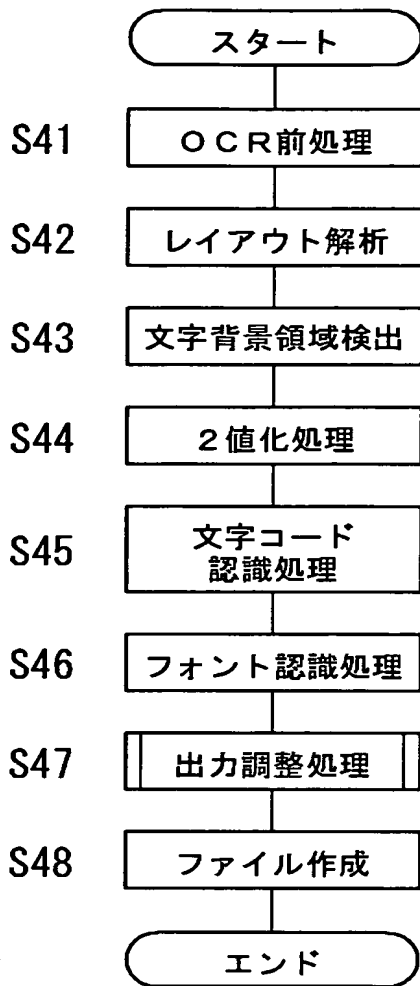 スタート
S41 OCR前処理
S42 レイアウト解析
S43 文字背景領域検出
S44 2値化処理
S45 文字コード
認識処理
S46 フォント認識処理
S47 出力調整処理
S48 ファイル作成
エンド